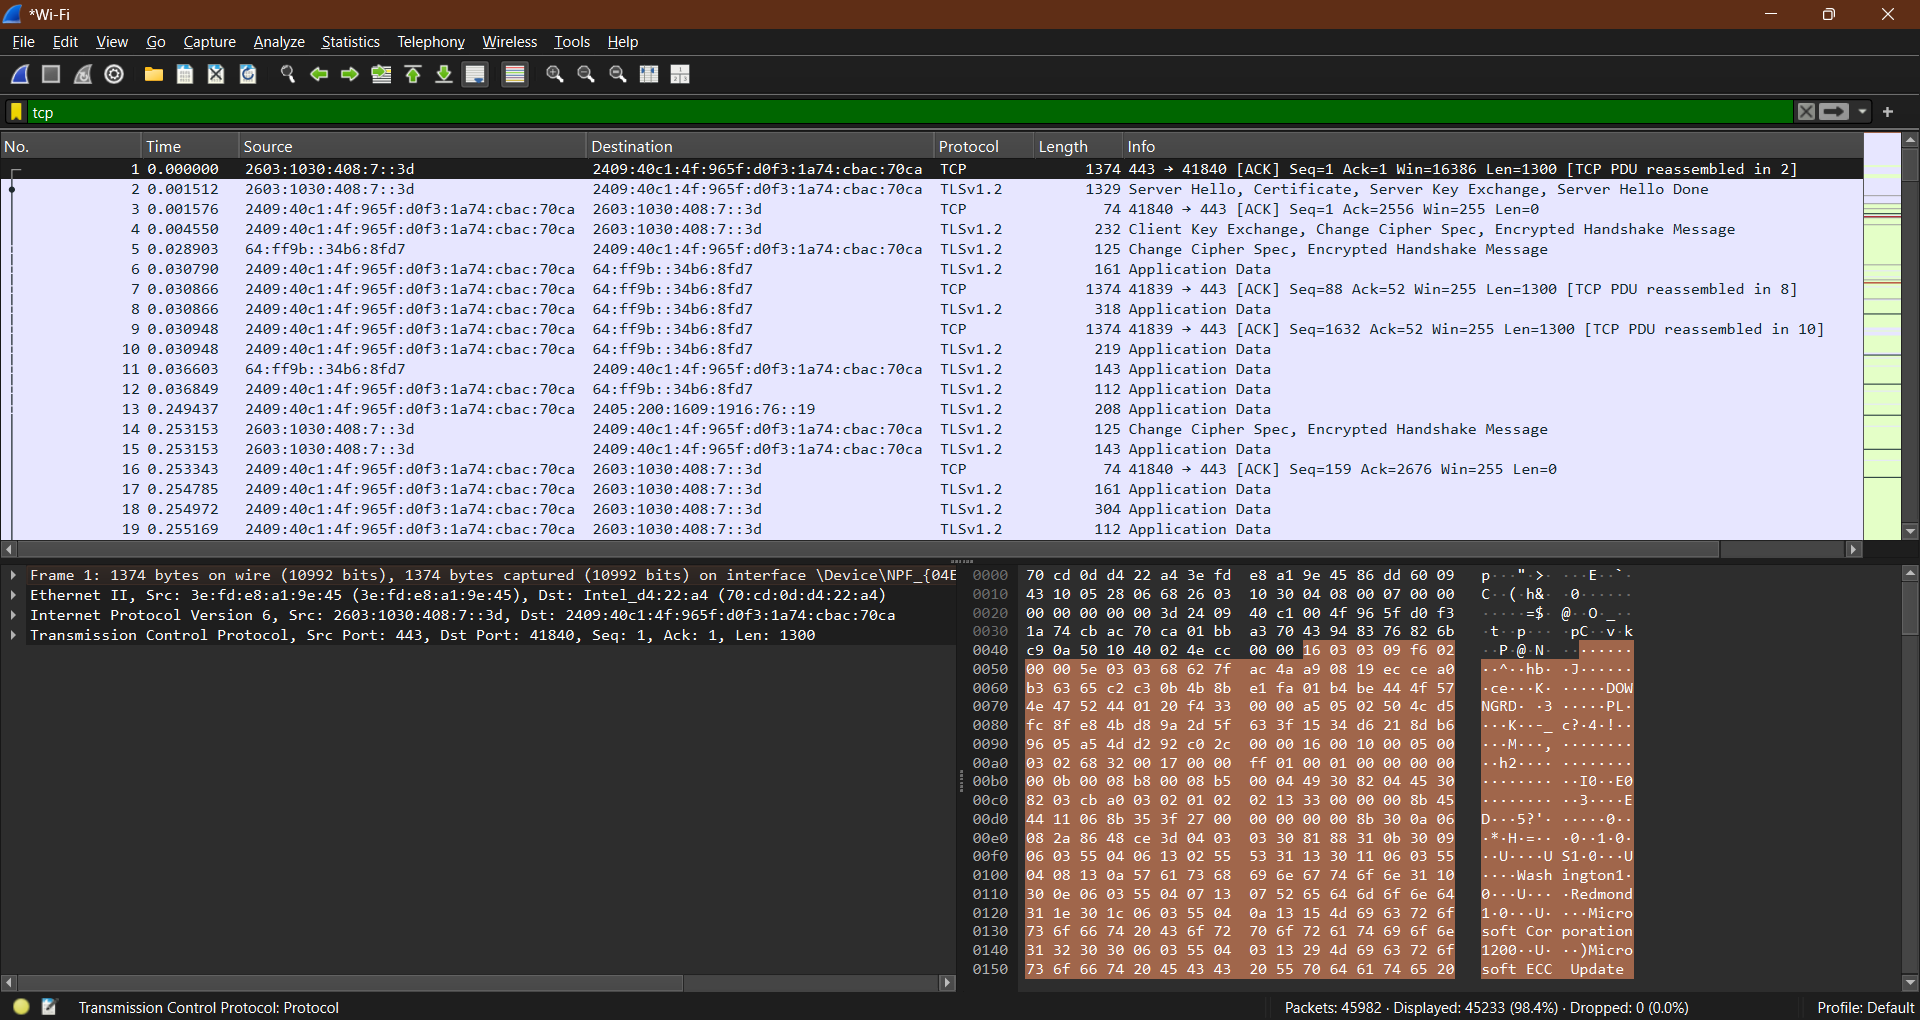 *Wi-Fi
File Edit View Go Capture Analyze Statistics Telephony Wireless Tools Help
tcp
No. Time Source Destination Protocol Length Info
1 0.000000 2603:1030:408:7::3d 2409:40c1:4f:965f:d0f3:1a74:cbac:70ca TCP 1374 443 → 41840 [ACK] Seq=1 Ack=1 Win=16386 Len=1300 [TCP PDU reassembled in 2]
2 0.001512 2603:1030:408:7::3d 2409:40c1:4f:965f:d0f3:1a74:cbac:70ca TLSv1.2 1329 Server Hello, Certificate, Server Key Exchange, Server Hello Done
3 0.001576 2409:40c1:4f:965f:d0f3:1a74:cbac:70ca 2603:1030:408:7::3d TCP 74 41840 → 443 [ACK] Seq=1 Ack=2556 Win=255 Len=0
4 0.004550 2409:40c1:4f:965f:d0f3:1a74:cbac:70ca 2603:1030:408:7::3d TLSv1.2 232 Client Key Exchange, Change Cipher Spec, Encrypted Handshake Message
5 0.028903 64:ff9b::34b6:8fd7 2409:40c1:4f:965f:d0f3:1a74:cbac:70ca TLSv1.2 125 Change Cipher Spec, Encrypted Handshake Message
6 0.030790 2409:40c1:4f:965f:d0f3:1a74:cbac:70ca 64:ff9b::34b6:8fd7 TLSv1.2 161 Application Data
7 0.030866 2409:40c1:4f:965f:d0f3:1a74:cbac:70ca 64:ff9b::34b6:8fd7 TCP 1374 41839 → 443 [ACK] Seq=88 Ack=52 Win=255 Len=1300 [TCP PDU reassembled in 8]
8 0.030866 2409:40c1:4f:965f:d0f3:1a74:cbac:70ca 64:ff9b::34b6:8fd7 TLSv1.2 318 Application Data
9 0.030948 2409:40c1:4f:965f:d0f3:1a74:cbac:70ca 64:ff9b::34b6:8fd7 TCP 1374 41839 → 443 [ACK] Seq=1632 Ack=52 Win=255 Len=1300 [TCP PDU reassembled in 10]
10 0.030948 2409:40c1:4f:965f:d0f3:1a74:cbac:70ca 64:ff9b::34b6:8fd7 TLSv1.2 219 Application Data
11 0.036603 64:ff9b::34b6:8fd7 2409:40c1:4f:965f:d0f3:1a74:cbac:70ca TLSv1.2 143 Application Data
12 0.036849 2409:40c1:4f:965f:d0f3:1a74:cbac:70ca 64:ff9b::34b6:8fd7 TLSv1.2 112 Application Data
13 0.249437 2409:40c1:4f:965f:d0f3:1a74:cbac:70ca 2405:200:1609:1916:76::19 TLSv1.2 208 Application Data
14 0.253153 2603:1030:408:7::3d 2409:40c1:4f:965f:d0f3:1a74:cbac:70ca TLSv1.2 125 Change Cipher Spec, Encrypted Handshake Message
15 0.253153 2603:1030:408:7::3d 2409:40c1:4f:965f:d0f3:1a74:cbac:70ca TLSv1.2 143 Application Data
16 0.253343 2409:40c1:4f:965f:d0f3:1a74:cbac:70ca 2603:1030:408:7::3d TCP 74 41840 → 443 [ACK] Seq=159 Ack=2676 Win=255 Len=0
17 0.254785 2409:40c1:4f:965f:d0f3:1a74:cbac:70ca 2603:1030:408:7::3d TLSv1.2 161 Application Data
18 0.254972 2409:40c1:4f:965f:d0f3:1a74:cbac:70ca 2603:1030:408:7::3d TLSv1.2 304 Application Data
19 0.255169 2409:40c1:4f:965f:d0f3:1a74:cbac:70ca 2603:1030:408:7::3d TLSv1.2 112 Application Data
Frame 1: 1374 bytes on wire (10992 bits), 1374 bytes captured (10992 bits) on interface \Device\NPF_{04E
Ethernet II, Src: 3e:fd:e8:a1:9e:45 (3e:fd:e8:a1:9e:45), Dst: Intel_d4:22:a4 (70:cd:0d:d4:22:a4)
Internet Protocol Version 6, Src: 2603:1030:408:7::3d, Dst: 2409:40c1:4f:965f:d0f3:1a74:cbac:70ca
Transmission Control Protocol, Src Port: 443, Dst Port: 41840, Seq: 1, Ack: 1, Len: 1300
0000 70 cd 0d d4 22 a4 3e fd e8 a1 9e 45 86 dd 60 09 p···"·>· ···E··`·
0010 43 10 05 28 06 68 26 03 10 30 04 08 00 07 00 00 C··(·h&· ·0······
0020 00 00 00 00 00 3d 24 09 40 c1 00 4f 96 5f d0 f3 ·····=$· @··O·_··
0030 1a 74 cb ac 70 ca 01 bb a3 70 43 94 83 76 82 6b ·t··p··· ·pC··v·k
0040 c9 0a 50 10 40 02 4e cc 00 00 16 03 03 09 f6 02 ··P·@·N· ········
0050 00 00 5e 03 03 68 62 7f ac 4a a9 08 19 ec ce a0 ··^··hb· ·J······
0060 b3 63 65 c2 c3 0b 4b 8b e1 fa 01 b4 be 44 4f 57 ·ce···K· ·····DOW
0070 4e 47 52 44 01 20 f4 33 00 00 a5 05 02 50 4c d5 NGRD· ·3 ·····PL·
0080 fc 8f e8 4b d8 9a 2d 5f 63 3f 15 34 d6 21 8d b6 ···K··-_ c?·4·!··
0090 96 05 a5 4d d2 92 c0 2c 00 00 16 00 10 00 05 00 ···M···, ········
00a0 03 02 68 32 00 17 00 00 ff 01 00 01 00 00 00 00 ··h2···· ········
00b0 00 0b 00 08 b8 00 08 b5 00 04 49 30 82 04 45 30 ········ ··I0··E0
00c0 82 03 cb a0 03 02 01 02 02 13 33 00 00 00 8b 45 ········ ··3····E
00d0 44 11 06 8b 35 3f 27 00 00 00 00 00 8b 30 0a 06 D···5?'· ·····0··
00e0 08 2a 86 48 ce 3d 04 03 03 30 81 88 31 0b 30 09 ·*·H·=·· ·0··1·0·
00f0 06 03 55 04 06 13 02 55 53 31 13 30 11 06 03 55 ··U····U S1·0···U
0100 04 08 13 0a 57 61 73 68 69 6e 67 74 6f 6e 31 10 ····Wash ington1·
0110 30 0e 06 03 55 04 07 13 07 52 65 64 6d 6f 6e 64 0···U··· ·Redmond
0120 31 1e 30 1c 06 03 55 04 0a 13 15 4d 69 63 72 6f 1·0···U· ···Micro
0130 73 6f 66 74 20 43 6f 72 70 6f 72 61 74 69 6f 6e soft Cor poration
0140 31 32 30 30 06 03 55 04 03 13 29 4d 69 63 72 6f 1200··U· ··)Micro
0150 73 6f 66 74 20 45 43 43 20 55 70 64 61 74 65 20 soft ECC Update
Transmission Control Protocol: Protocol
Packets: 45982 · Displayed: 45233 (98.4%) · Dropped: 0 (0.0%)
Profile: Default